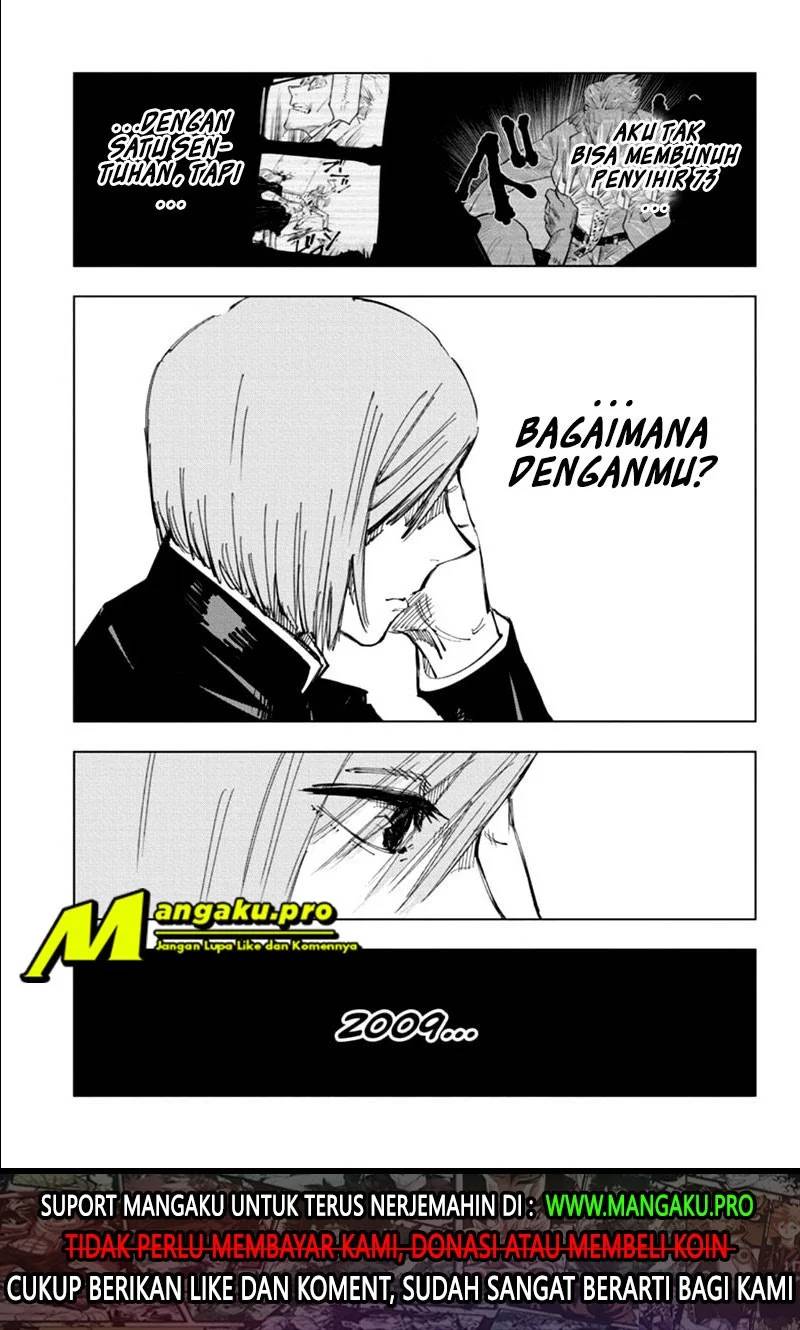 AKU TAK
BISA MEMBUNUH
PENYIHIR 73
...
...DENGAN
SATU SEN-
TUHAN, TAPI
...
...
BAGAIMANA
DENGANMU?
Mangaku.pro
Jangan Lupa Like dan Komennya
2009...
SUPORT MANGAKU UNTUK TERUS NERJEMAHIN DI : WWW.MANGAKU.PRO
TIDAK PERLU MEMBAYAR KAMI, DONASI ATAU MEMBELI KOIN
CUKUP BERIKAN LIKE DAN KOMENT, SUDAH SANGAT BERARTI BAGI KAMI